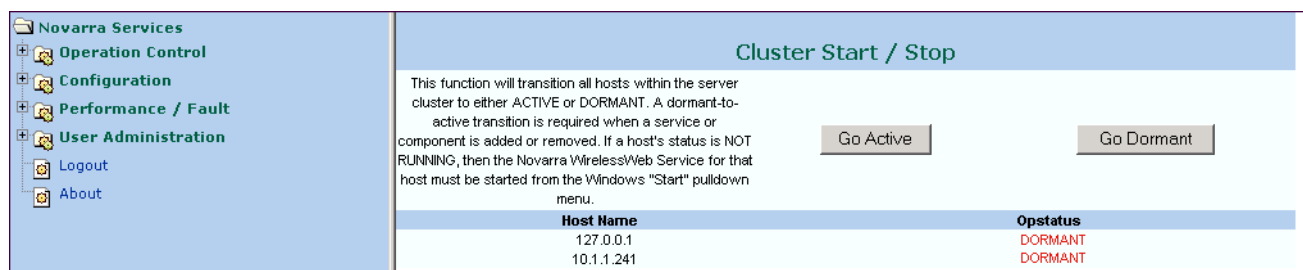 Novarra Services
Operation Control
Configuration
Performance / Fault
User Administration
Logout
About
Cluster Start / Stop
This function will transition all hosts within the server
cluster to either ACTIVE or DORMANT. A dormant-to-
active transition is required when a service or
component is added or removed. If a host's status is NOT
RUNNING, then the Novarra WirelessWeb Service for that
host must be started from the Windows "Start" pulldown
menu.
Go Active
Go Dormant
Host Name Opstatus
127.0.0.1 DORMANT
10.1.1.241 DORMANT